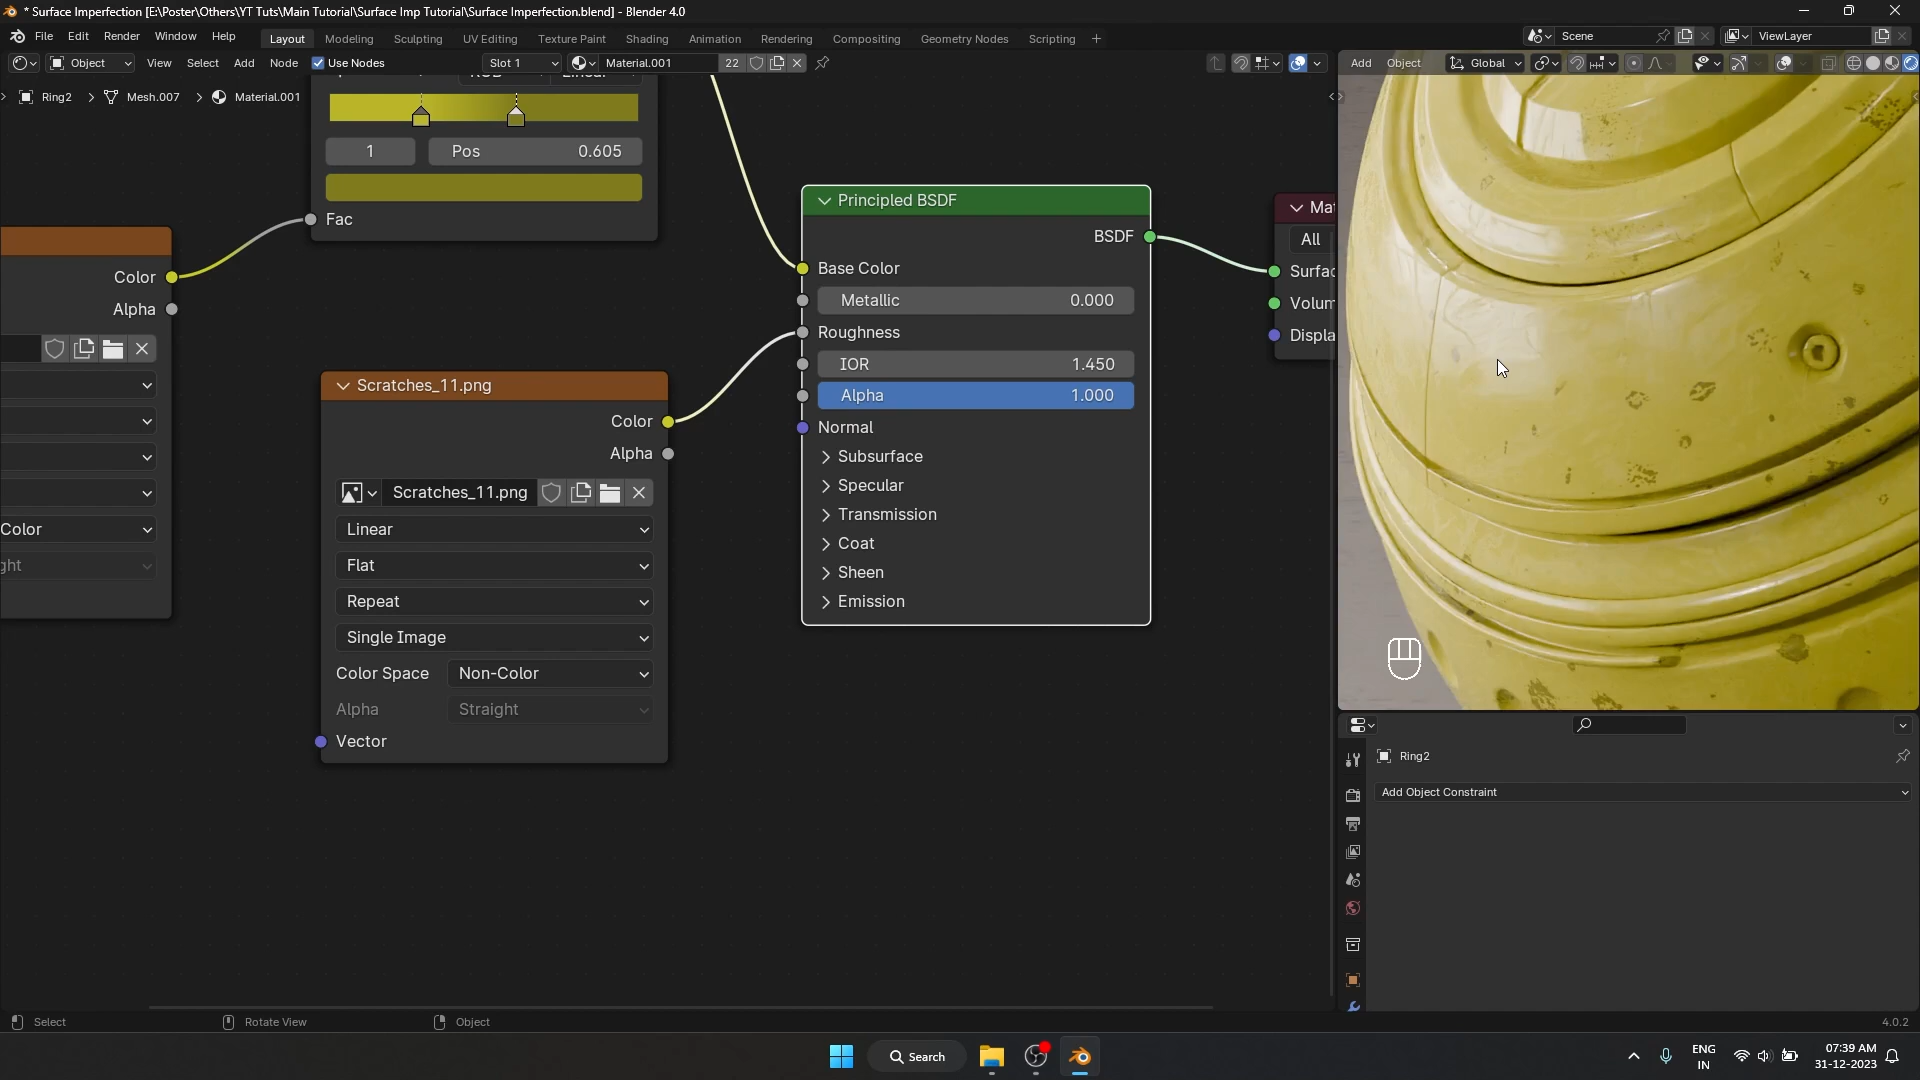 * Surface Imperfection [E:\Poster\Others\YT Tuts\Main Tutorial\Surface Imp Tutorial\Surface Imperfection.blend] - Blender 4.0
File Edit Render Window Help Layout Modeling Sculpting UV Editing Texture Paint Shading Animation Rendering Compositing Geometry Nodes Scripting + Scene ViewLayer
Object View Select Add Node Use Nodes Slot 1 Material.001 22 Add Object Global
Ring2 > Mesh.007 > Material.001
1 Pos 0.605
Fac
Color
Alpha
Color
Principled BSDF
BSDF
Base Color
Metallic 0.000
Roughness
IOR 1.450
Alpha 1.000
Normal
Subsurface
Specular
Transmission
Coat
Sheen
Emission
Scratches_11.png
Color
Alpha
Scratches_11.png
Linear
Flat
Repeat
Single Image
Color Space Non-Color
Alpha Straight
Vector
All
Ring2
Add Object Constraint
Select Rotate View Object 4.0.2
Search
ENG
IN
07:39 AM
31-12-2023